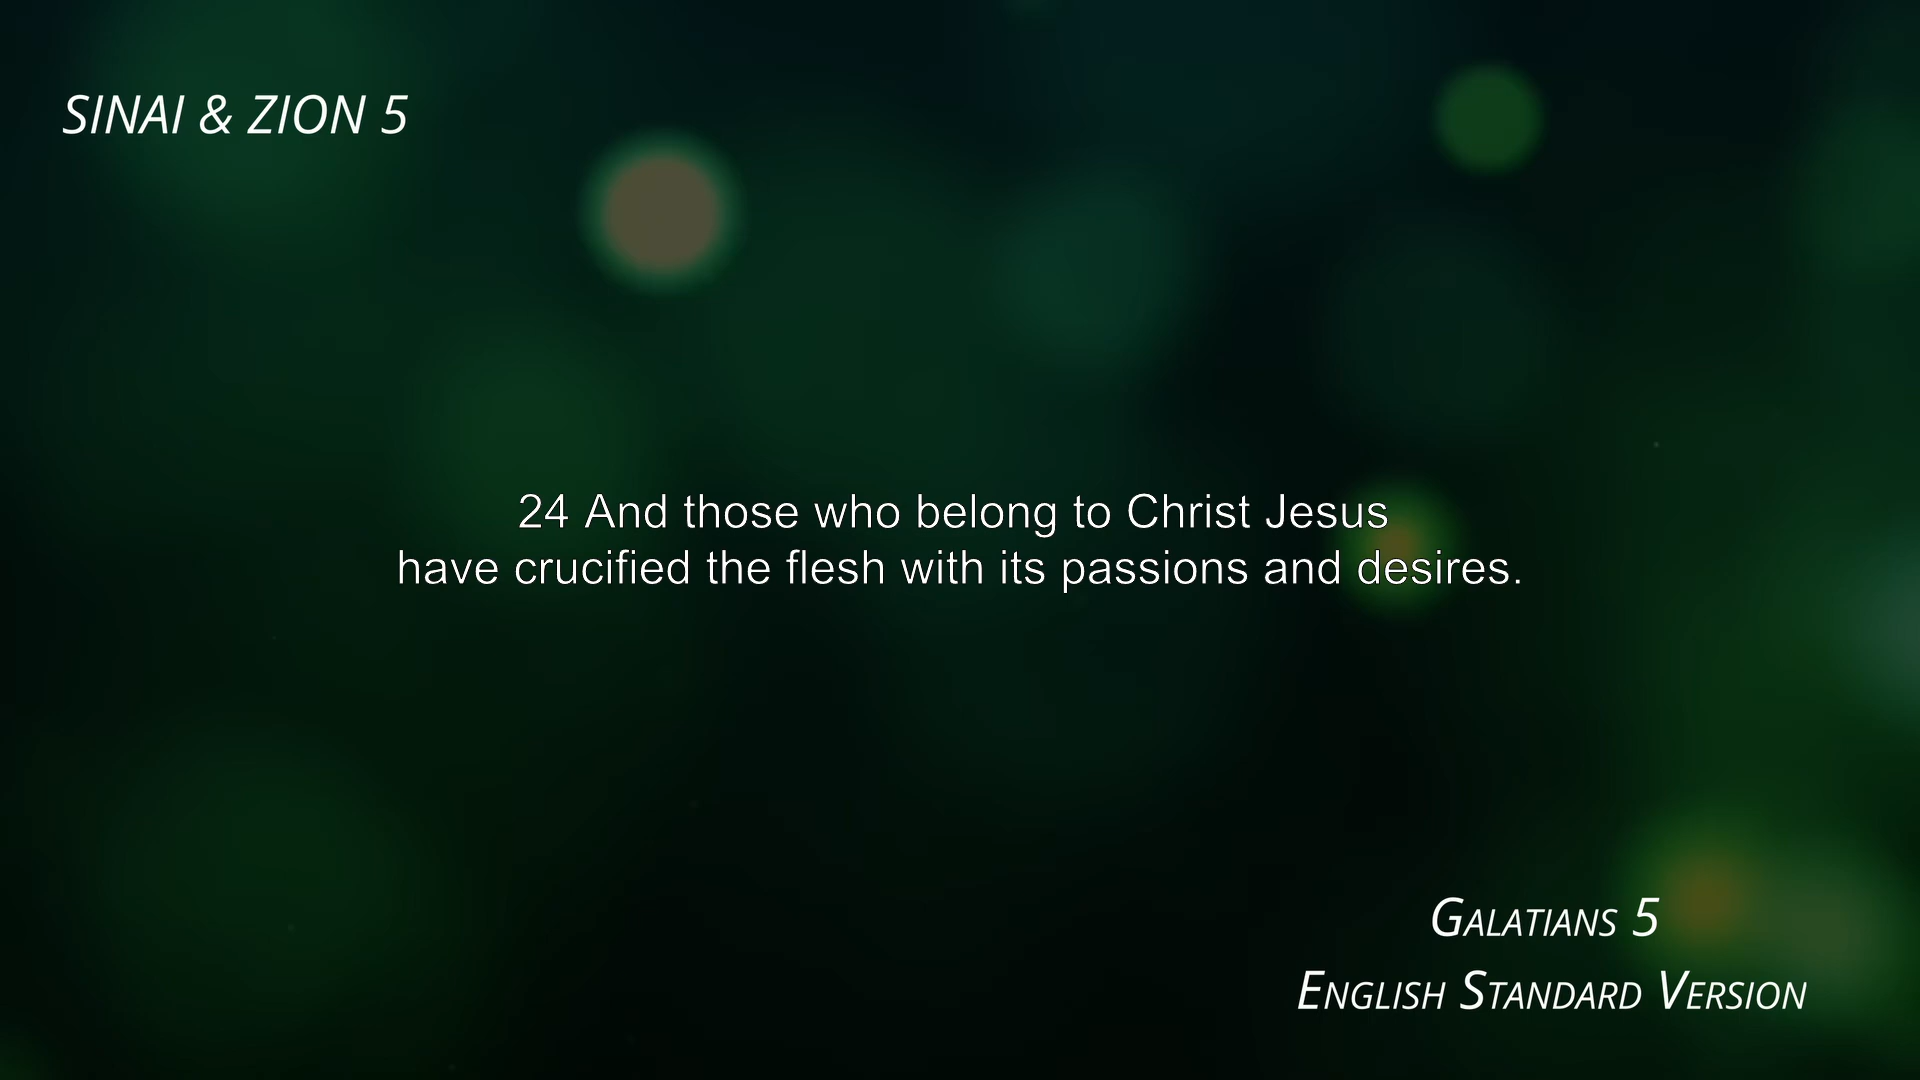 SINAI & ZION 5
24 And those who belong to Christ Jesus
have crucified the flesh with its passions and desires.
Galatians 5
English Standard Version